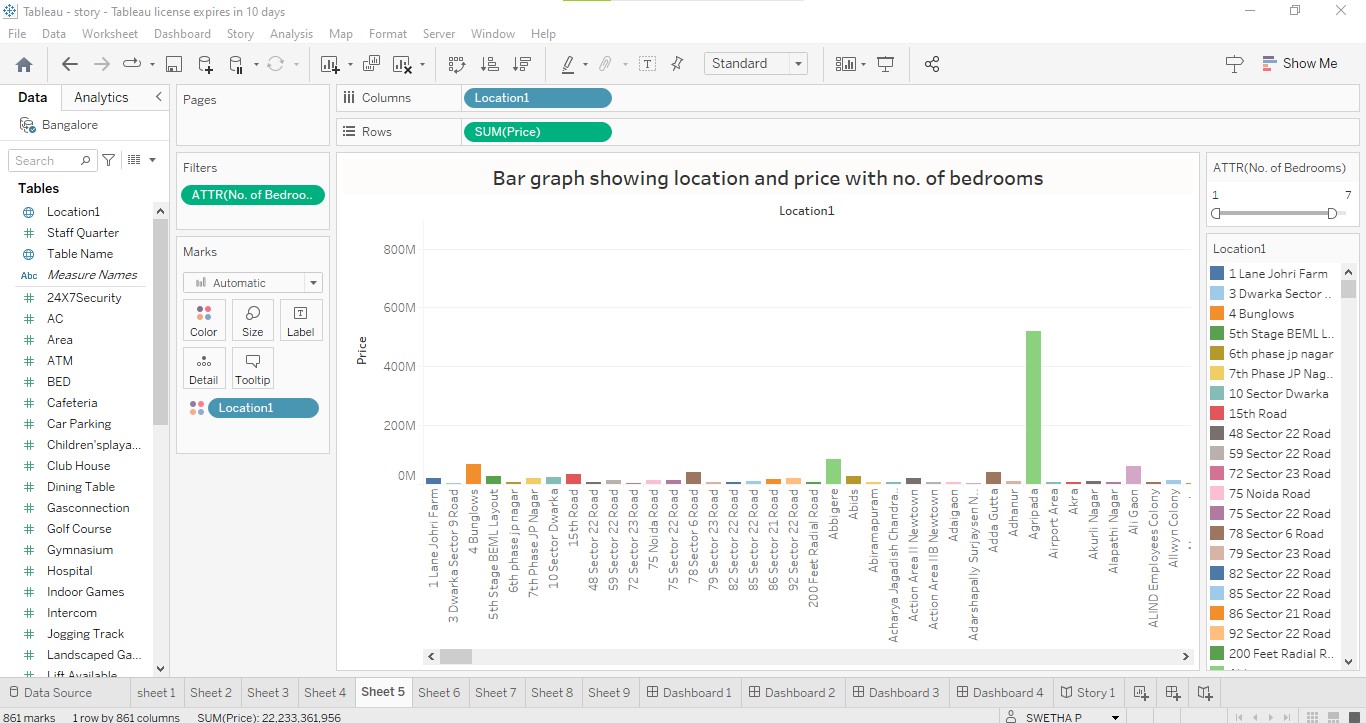 Tableau - story - Tableau license expires in 10 days
File Data Worksheet Dashboard Story Analysis Map Format Server Window Help
Standard
Show Me
Data Analytics
Bangalore
Search
Tables
Location1
Staff Quarter
Table Name
Abc Measure Names
24X7Security
AC
Area
ATM
BED
Cafeteria
Car Parking
Children'splaya...
Club House
Dining Table
Gasconnection
Golf Course
Gymnasium
Hospital
Indoor Games
Intercom
Jogging Track
Landscaped Ga...
Lift Available
Pages
Filters
ATTR(No. of Bedroo..
Marks
Automatic
Color Size Label
Detail Tooltip
Location1
Columns Location1
Rows SUM(Price)
Bar graph showing location and price with no. of bedrooms
Location1
Price
800M
600M
400M
200M
0M
1 Lane Johri Farm
3 Dwarka Sector 9 Road
4 Bunglows
5th Stage BEML Layout
6th phase jp nagar
7th Phase JP Nagar
10 Sector Dwarka
15th Road
48 Sector 22 Road
59 Sector 22 Road
72 Sector 23 Road
75 Noida Road
75 Sector 22 Road
78 Sector 6 Road
79 Sector 23 Road
82 Sector 22 Road
85 Sector 22 Road
86 Sector 21 Road
92 Sector 22 Road
200 Feet Radial Road
Abbigere
Abids
Abiramapuram
Acharya Jagadish Chandra..
Action Area II Newtown
Action Area IIB Newtown
Adaigaon
Adarshapally Surjaysen N..
Adda Gutta
Adhanur
Agripada
Airport Area
Akra
Akurli Nagar
Alapathi Nagar
Ali Gaon
ALIND Employees Colony
Allwyn Colony
ATTR(No. of Bedrooms)
1 7
Location1
1 Lane Johri Farm
3 Dwarka Sector ..
4 Bunglows
5th Stage BEML L..
6th phase jp nagar
7th Phase JP Nag..
10 Sector Dwarka
15th Road
48 Sector 22 Road
59 Sector 22 Road
72 Sector 23 Road
75 Noida Road
75 Sector 22 Road
78 Sector 6 Road
79 Sector 23 Road
82 Sector 22 Road
85 Sector 22 Road
86 Sector 21 Road
92 Sector 22 Road
200 Feet Radial R..
Data Source sheet 1 Sheet 2 Sheet 3 Sheet 4 Sheet 5 Sheet 6 Sheet 7 Sheet 8 Sheet 9 Dashboard 1 Dashboard 2 Dashboard 3 Dashboard 4 Story 1
861 marks 1 row by 861 columns SUM(Price): 22,233,361,956 SWETHA P